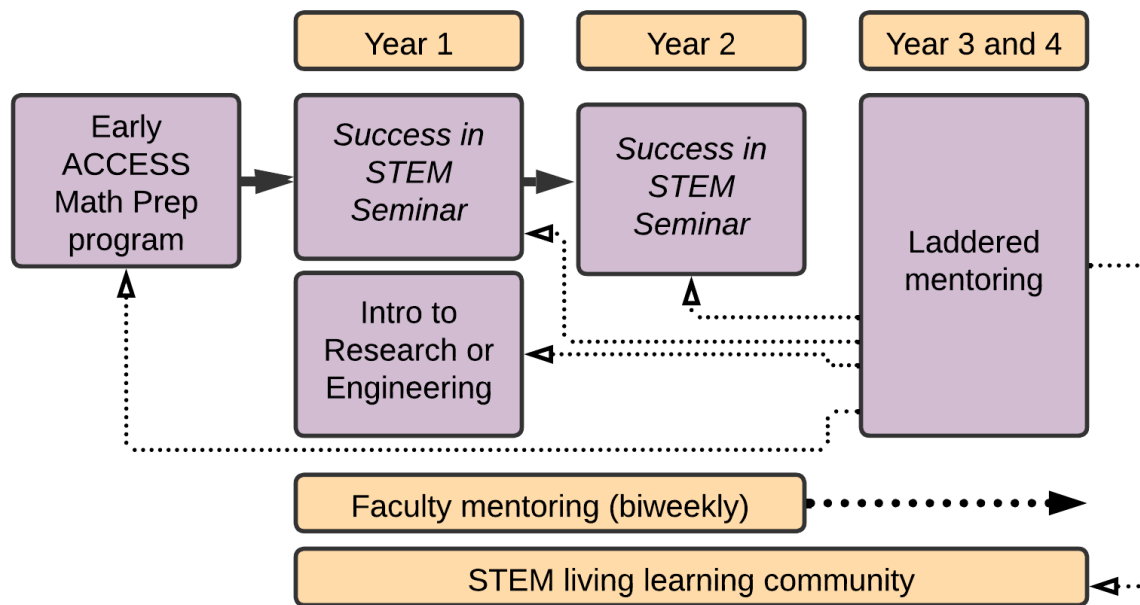 Year 1
Year 2
Year 3 and 4
Early
ACCESS
Math Prep
program
Success in
STEM
Seminar
Success in
STEM
Seminar
Laddered
mentoring
Intro to
Research or
Engineering
Faculty mentoring (biweekly)
STEM living learning community